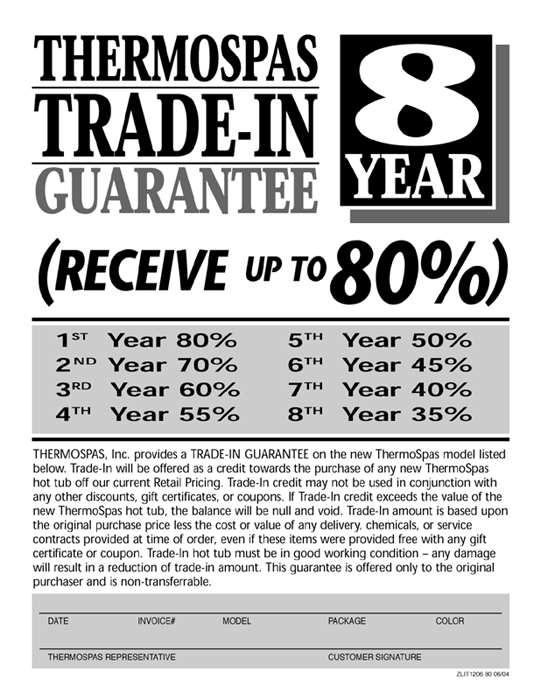 THERMOSPAS
TRADE-IN
GUARANTEE
8
YEAR
(RECEIVE UP TO 80%)
1ST Year 80%
2ND Year 70%
3RD Year 60%
4TH Year 55%
5TH Year 50%
6TH Year 45%
7TH Year 40%
8TH Year 35%
THERMOSPAS, Inc. provides a TRADE-IN GUARANTEE on the new ThermoSpas model listed
below. Trade-In will be offered as a credit towards the purchase of any new ThermoSpas
hot tub off our current Retail Pricing. Trade-In credit may not be used in conjunction with
any other discounts, gift certificates, or coupons. If Trade-In credit exceeds the value of the
new ThermoSpas hot tub, the balance will be null and void. Trade-In amount is based upon
the original purchase price less the cost or value of any delivery, chemicals, or service
contracts provided at time of order, even if these items were provided free with any gift
certificate or coupon. Trade-In hot tub must be in good working condition – any damage
will result in a reduction of trade-in amount. This guarantee is offered only to the original
purchaser and is non-transferrable.
DATE INVOICE# MODEL PACKAGE COLOR
THERMOSPAS REPRESENTATIVE CUSTOMER SIGNATURE
ZLIT1206 80 06/04